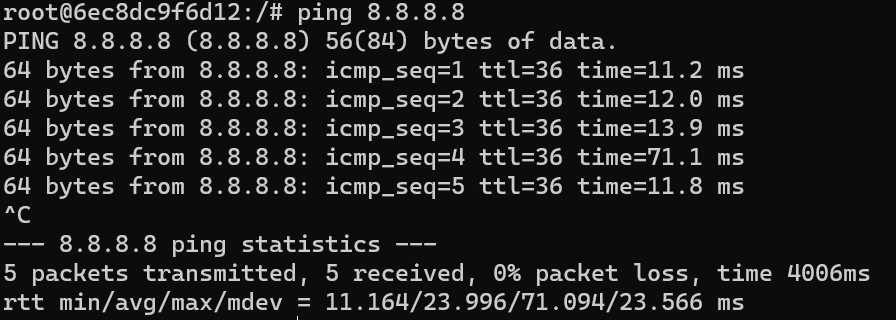 root@6ec8dc9f6d12:/# ping 8.8.8.8
PING 8.8.8.8 (8.8.8.8) 56(84) bytes of data.
64 bytes from 8.8.8.8: icmp_seq=1 ttl=36 time=11.2 ms
64 bytes from 8.8.8.8: icmp_seq=2 ttl=36 time=12.0 ms
64 bytes from 8.8.8.8: icmp_seq=3 ttl=36 time=13.9 ms
64 bytes from 8.8.8.8: icmp_seq=4 ttl=36 time=71.1 ms
64 bytes from 8.8.8.8: icmp_seq=5 ttl=36 time=11.8 ms
^C
--- 8.8.8.8 ping statistics ---
5 packets transmitted, 5 received, 0% packet loss, time 4006ms
rtt min/avg/max/mdev = 11.164/23.996/71.094/23.566 ms